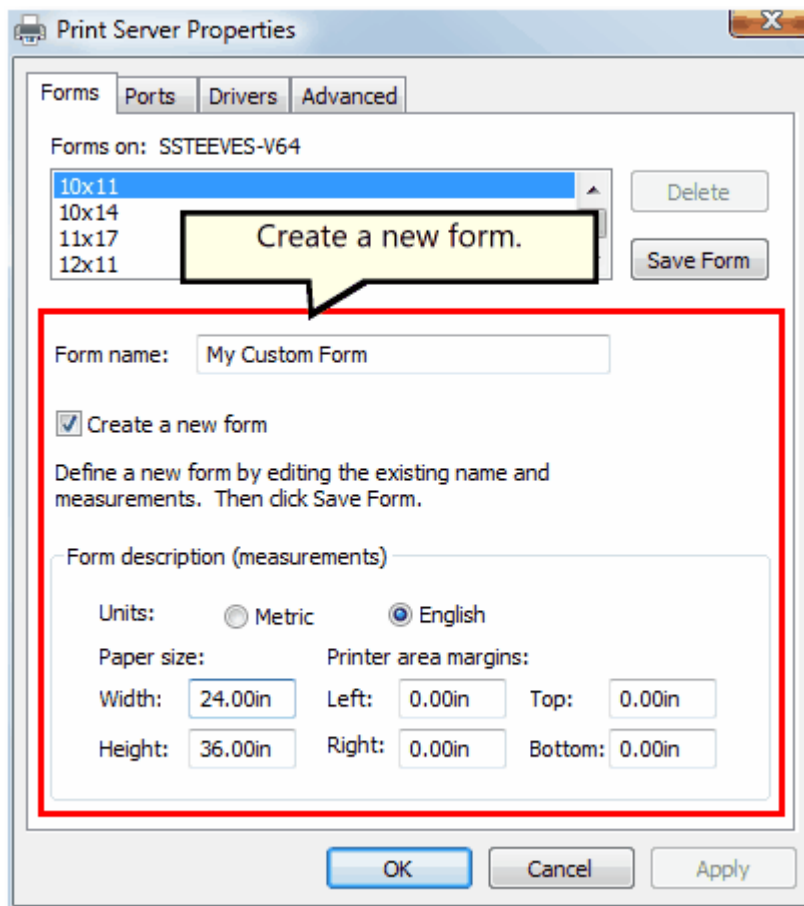 Print Server Properties
Forms Ports Drivers Advanced
Forms on: SSTEEVES-V64
10x11
10x14
11x17
12x11
Delete
Save Form
Create a new form.
Form name: My Custom Form
Create a new form
Define a new form by editing the existing name and
measurements. Then click Save Form.
Form description (measurements)
Units: Metric English
Paper size: Printer area margins:
Width: 24.00in Left: 0.00in Top: 0.00in
Height: 36.00in Right: 0.00in Bottom: 0.00in
OK Cancel Apply